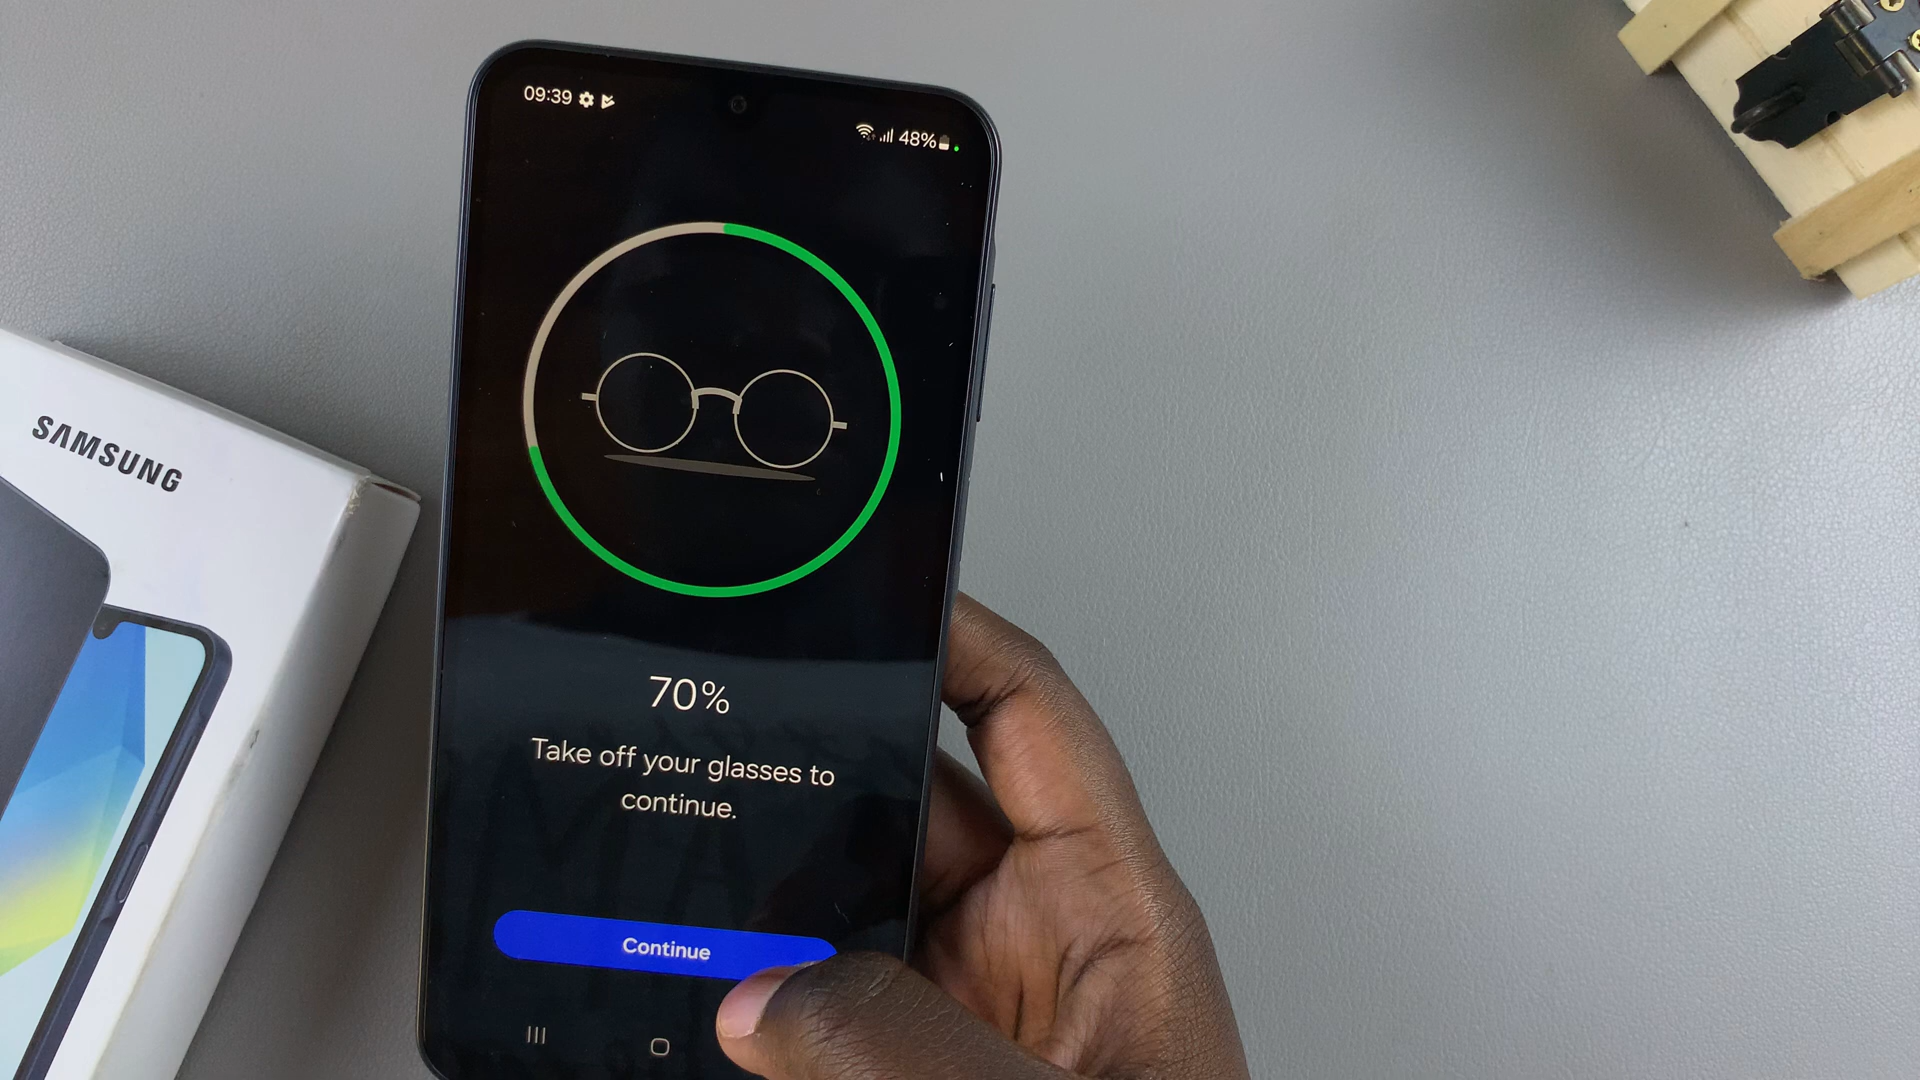 09:39
48%
SAMSUNG
70%
Take off your glasses to
continue.
Continue